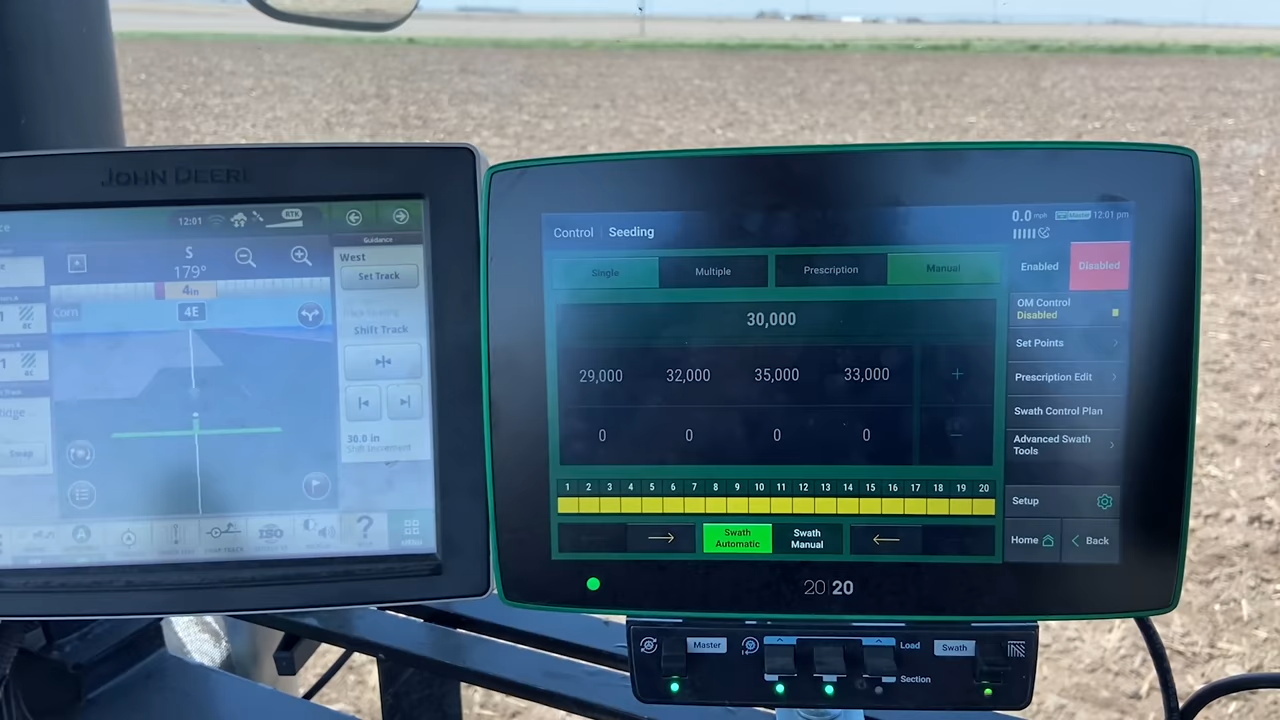 JOHN DEERE
12:01
RTK
S
179°
4in
4E
Corn
Guidance
West
Set Track
Shift Track
30.0 in
Shift Increment
Swap
ISO
?
Control | Seeding
0.0 mph
Master
12:01 pm
Single
Multiple
Prescription
Manual
Enabled
Disabled
30,000
29,000 32,000 35,000 33,000 +
0 0 0 0 −
OM Control
Disabled
Set Points
Prescription Edit
Swath Control Plan
Advanced Swath
Tools
1 2 3 4 5 6 7 8 9 10 11 12 13 14 15 16 17 18 19 20
Swath
Automatic
Swath
Manual
Setup
Home
Back
20|20
Master
Load
Section
Swath